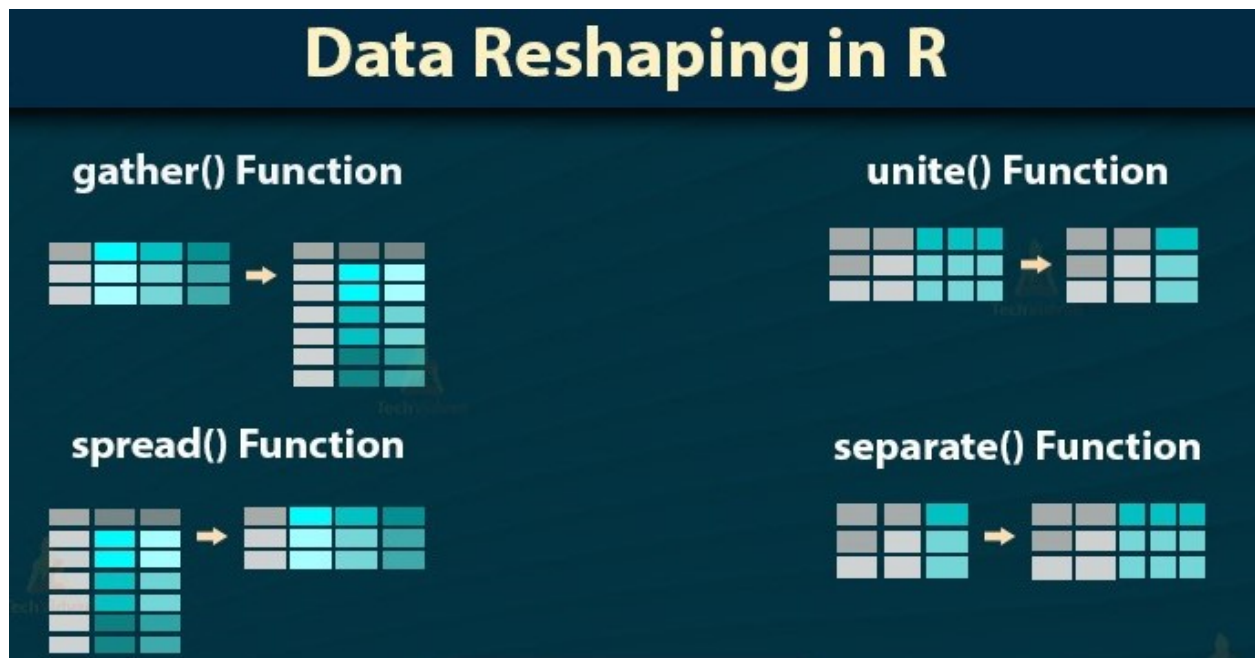 Data Reshaping in R
gather() Function
unite() Function
spread() Function
separate() Function